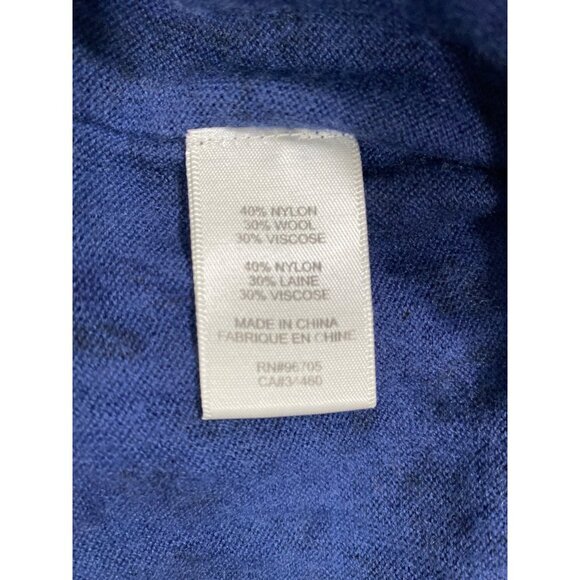 40% NYLON
30% WOOL
30% VISCOSE
40% NYLON
30% LAINE
30% VISCOSE
MADE IN CHINA
FABRIQUE EN CHINE
RN#96705
CA#34480